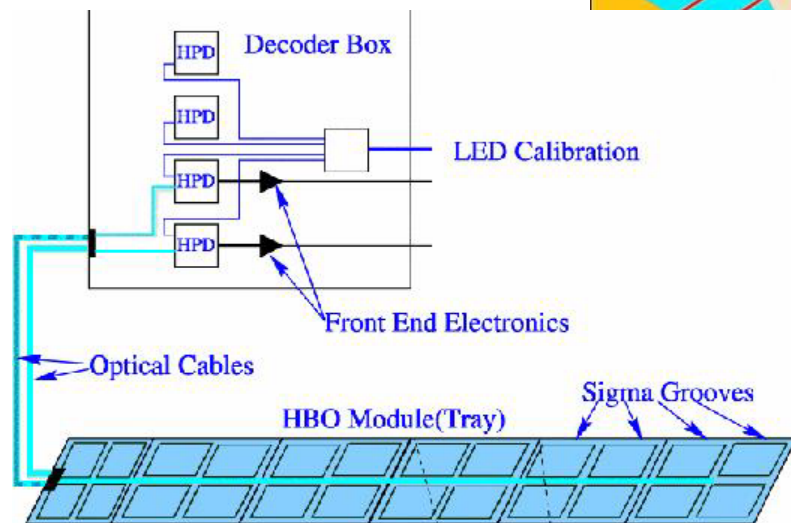 HPD
Decoder Box
HPD
LED Calibration
HPD
HPD
Front End Electronics
Optical Cables
Sigma Grooves
HBO Module(Tray)